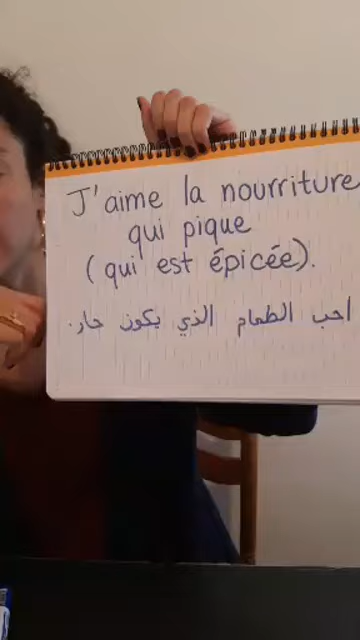 J'aime la nourriture
qui pique
(qui est épicée).
احب الطعام الذي يكون حار.